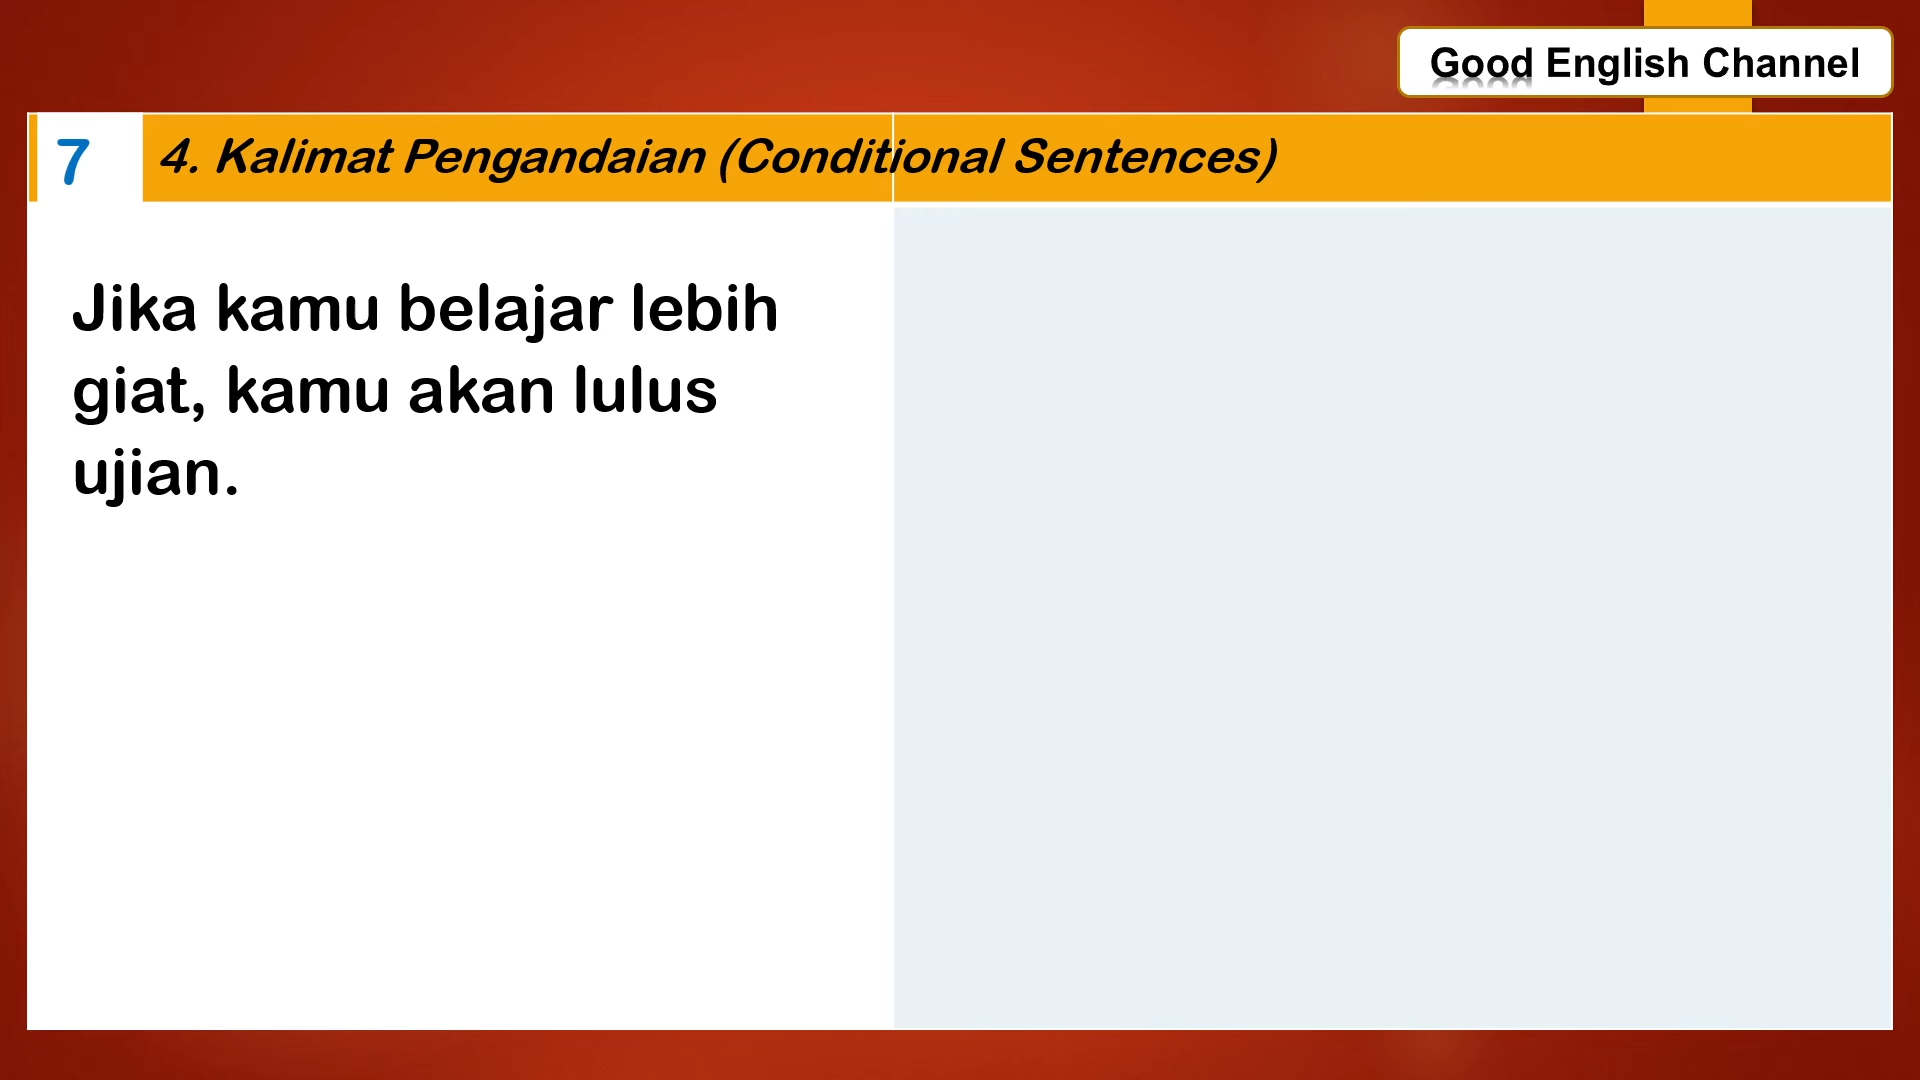 Good English Channel
7
4. Kalimat Pengandaian (Conditional Sentences)
Jika kamu belajar lebih
giat, kamu akan lulus
ujian.